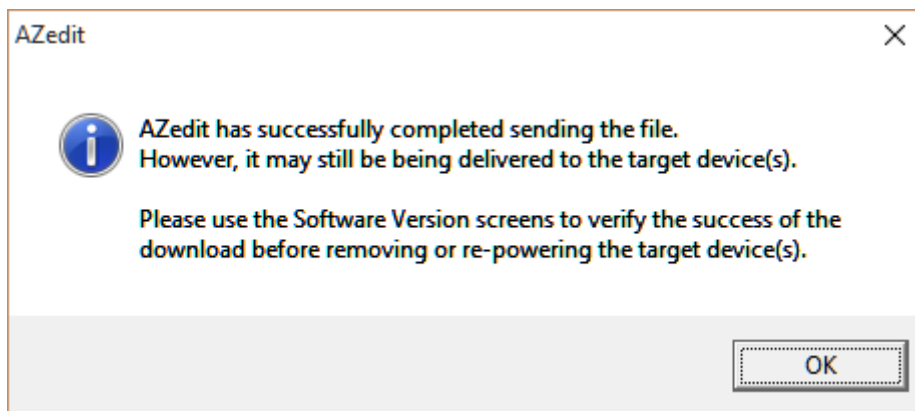 AZedit
AZedit has successfully completed sending the file.
However, it may still be being delivered to the target device(s).
Please use the Software Version screens to verify the success of the
download before removing or re-powering the target device(s).
OK